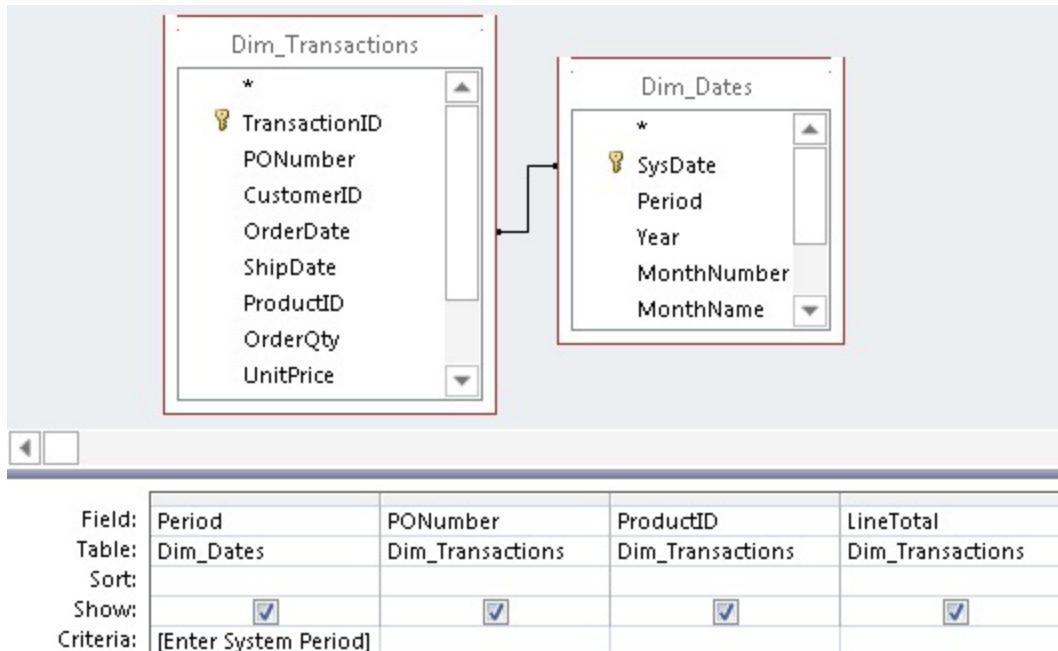 Dim_Transactions
*
TransactionID
PONumber
CustomerID
OrderDate
ShipDate
ProductID
OrderQty
UnitPrice
Dim_Dates
*
SysDate
Period
Year
MonthNumber
MonthName
Field: Period PONumber ProductID LineTotal
Table: Dim_Dates Dim_Transactions Dim_Transactions Dim_Transactions
Sort:
Show:
Criteria: [Enter System Period]